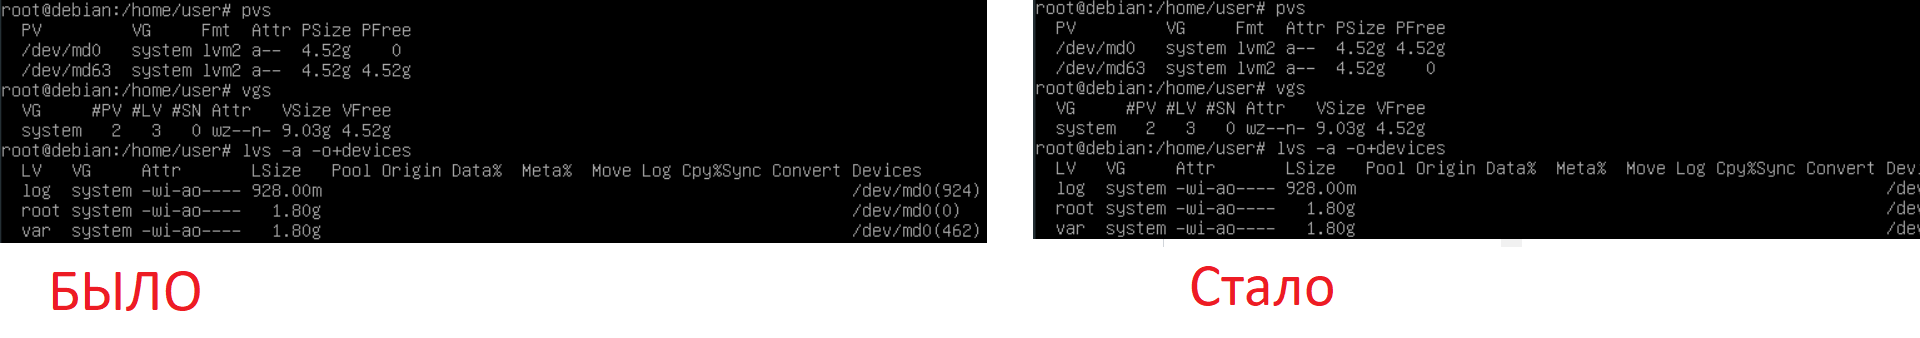 root@debian:/home/user# pvs
PV VG Fmt Attr PSize PFree
/dev/md0 system lvm2 a-- 4.52g 0
/dev/md63 system lvm2 a-- 4.52g 4.52g
root@debian:/home/user# vgs
VG #PV #LV #SN Attr VSize VFree
system 2 3 0 wz--n- 9.03g 4.52g
root@debian:/home/user# lvs -a -o+devices
LV VG Attr LSize Pool Origin Data% Meta% Move Log Cpy%Sync Convert Devices
log system -wi-ao---- 928.00m /dev/md0(924)
root system -wi-ao---- 1.80g /dev/md0(0)
var system -wi-ao---- 1.80g /dev/md0(462)
БЫЛО
root@debian:/home/user# pvs
PV VG Fmt Attr PSize PFree
/dev/md0 system lvm2 a-- 4.52g 4.52g
/dev/md63 system lvm2 a-- 4.52g 0
root@debian:/home/user# vgs
VG #PV #LV #SN Attr VSize VFree
system 2 3 0 wz--n- 9.03g 4.52g
root@debian:/home/user# lvs -a -o+devices
LV VG Attr LSize Pool Origin Data% Meta% Move Log Cpy%Sync Convert Devi
log system -wi-ao---- 928.00m /de
root system -wi-ao---- 1.80g /de
var system -wi-ao---- 1.80g /de
Стало